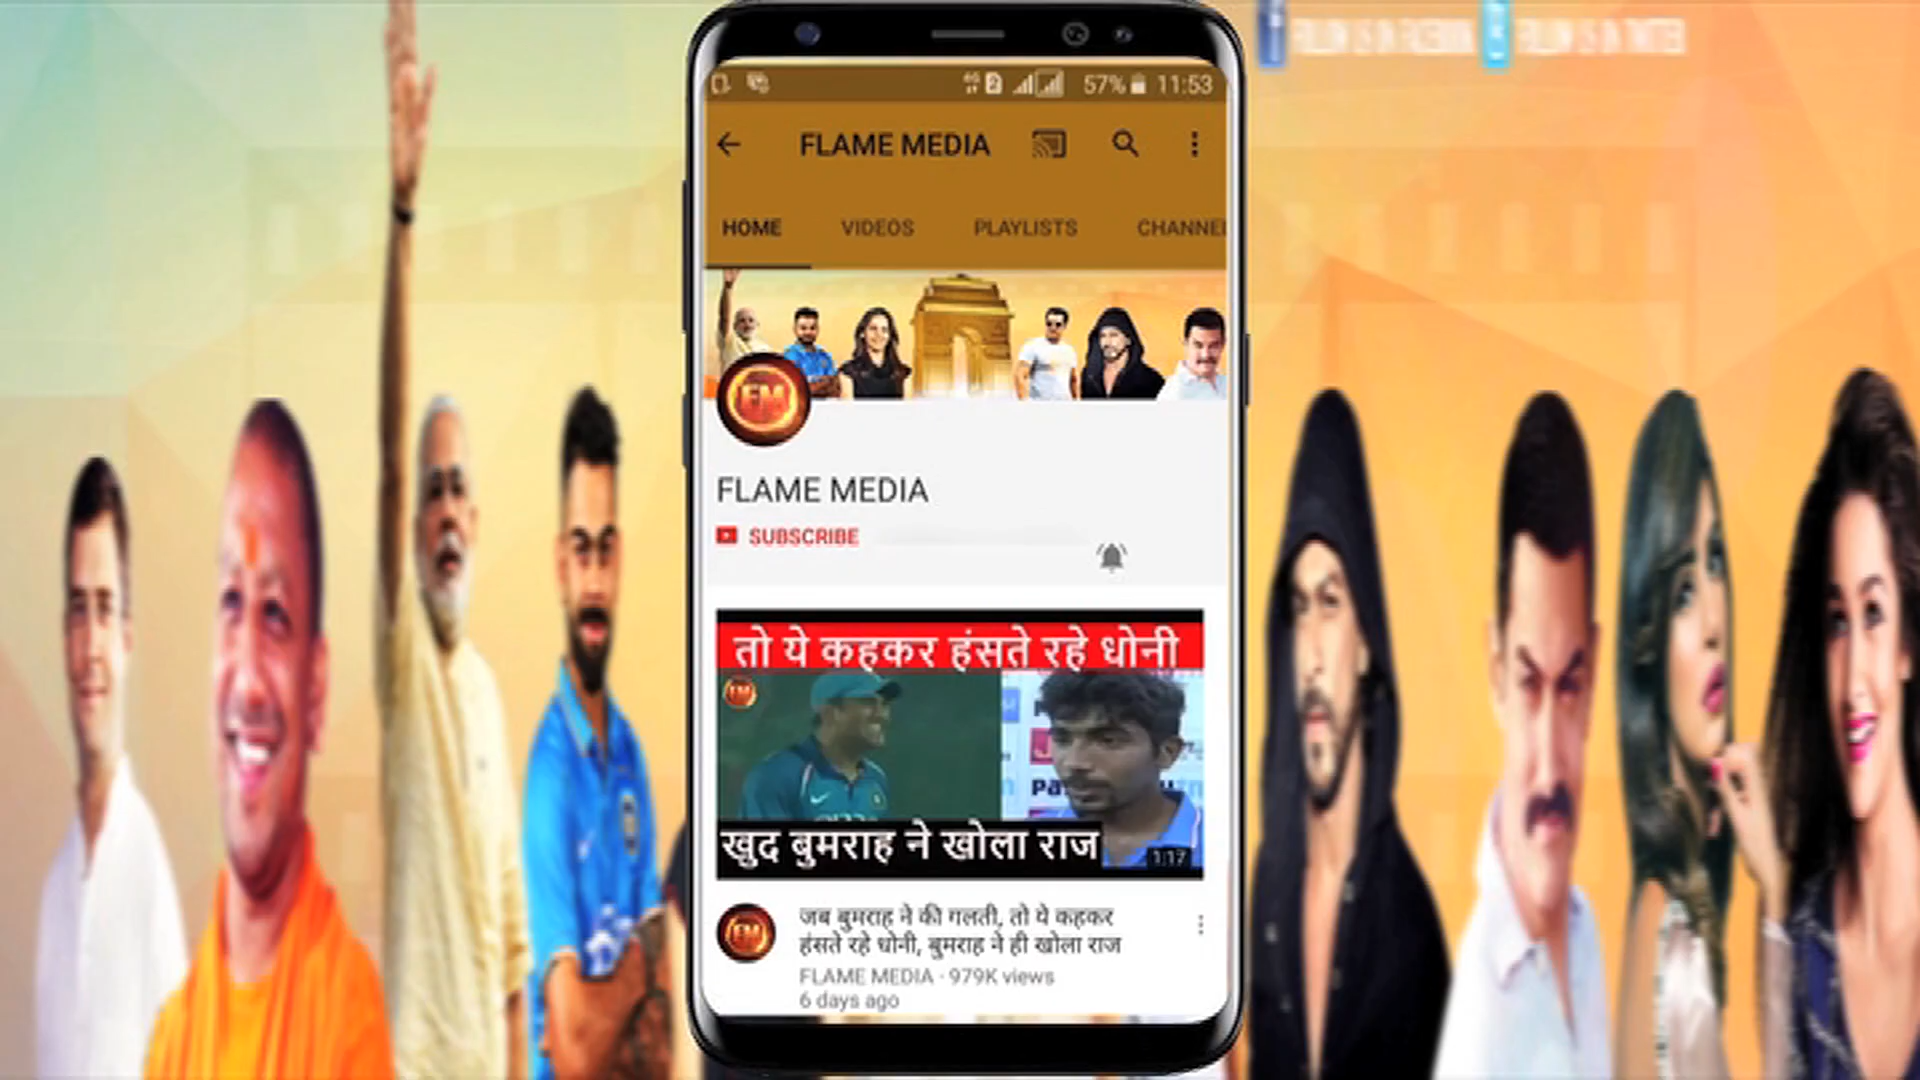 57% 11:53
FLAME MEDIA
HOME VIDEOS PLAYLISTS CHANNEL
FM
FLAME MEDIA
SUBSCRIBE
तो ये कहकर हंसते रहे धोनी
FM
खुद बुमराह ने खोला राज
1:17
FM
जब बुमराह ने की गलती, तो ये कहकर
हंसते रहे धोनी, बुमराह ने ही खोला राज
FLAME MEDIA · 979K views
6 days ago